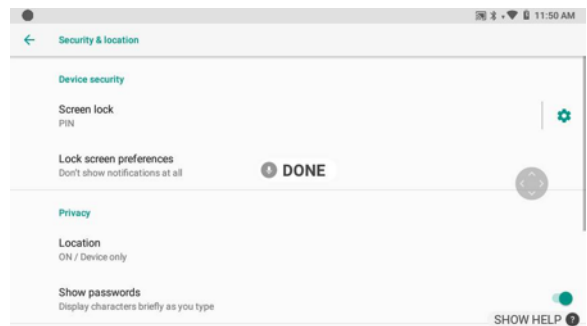 11:50 AM
Security & location
Device security
Screen lock
PIN
Lock screen preferences
Don't show notifications at all
DONE
Privacy
Location
ON / Device only
Show passwords
Display characters briefly as you type
SHOW HELP ?